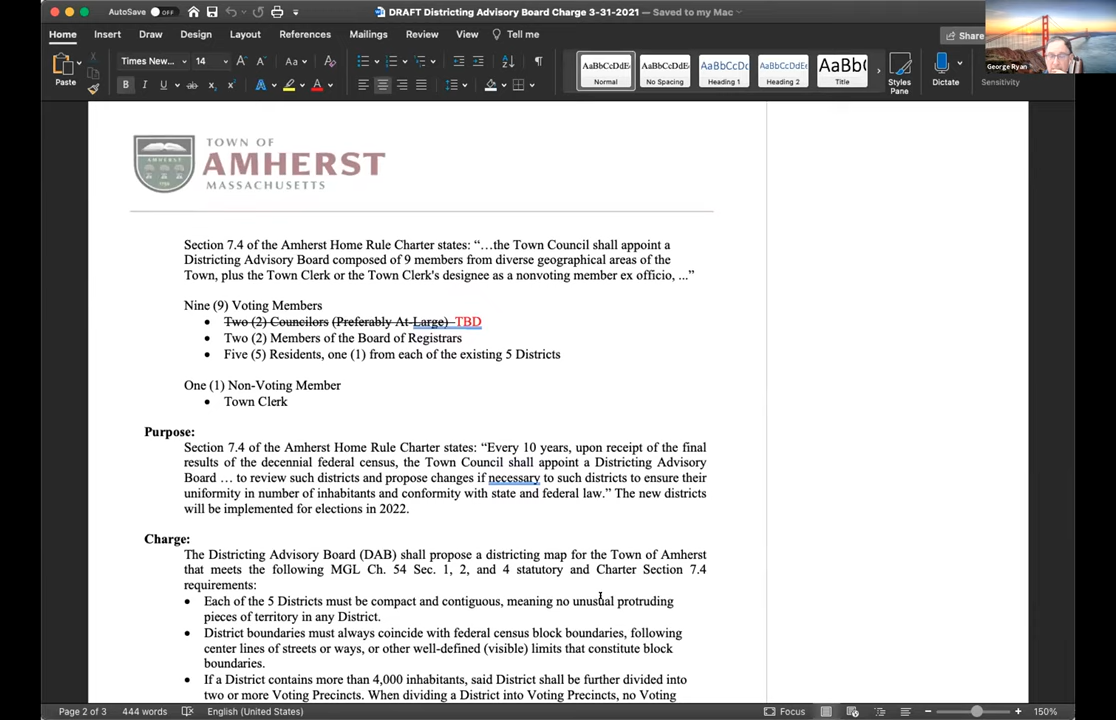 AutoSave OFF DRAFT Districting Advisory Board Charge 3-31-2021 — Saved to my Mac
Home Insert Draw Design Layout References Mailings Review View Tell me Share
George Ryan
Paste Times New... 14 A A Aa A
B I U ab x₂ x² A A
AaBbCcDdE AaBbCcDdE AaBbCcDc AaBbCcDdEe AaBb(
Normal No Spacing Heading 1 Heading 2 Title
Styles Pane Dictate Sensitivity
TOWN OF
AMHERST
MASSACHUSETTS
Section 7.4 of the Amherst Home Rule Charter states: “…the Town Council shall appoint a
Districting Advisory Board composed of 9 members from diverse geographical areas of the
Town, plus the Town Clerk or the Town Clerk's designee as a nonvoting member ex officio, ...”
Nine (9) Voting Members
• Two (2) Councilors (Preferably At-Large) TBD
• Two (2) Members of the Board of Registrars
• Five (5) Residents, one (1) from each of the existing 5 Districts
One (1) Non-Voting Member
• Town Clerk
Purpose:
Section 7.4 of the Amherst Home Rule Charter states: “Every 10 years, upon receipt of the final
results of the decennial federal census, the Town Council shall appoint a Districting Advisory
Board … to review such districts and propose changes if necessary to such districts to ensure their
uniformity in number of inhabitants and conformity with state and federal law.” The new districts
will be implemented for elections in 2022.
Charge:
The Districting Advisory Board (DAB) shall propose a districting map for the Town of Amherst
that meets the following MGL Ch. 54 Sec. 1, 2, and 4 statutory and Charter Section 7.4
requirements:
• Each of the 5 Districts must be compact and contiguous, meaning no unusual protruding
pieces of territory in any District.
• District boundaries must always coincide with federal census block boundaries, following
center lines of streets or ways, or other well-defined (visible) limits that constitute block
boundaries.
• If a District contains more than 4,000 inhabitants, said District shall be further divided into
two or more Voting Precincts. When dividing a District into Voting Precincts, no Voting
Page 2 of 3 444 words English (United States) Focus 150%